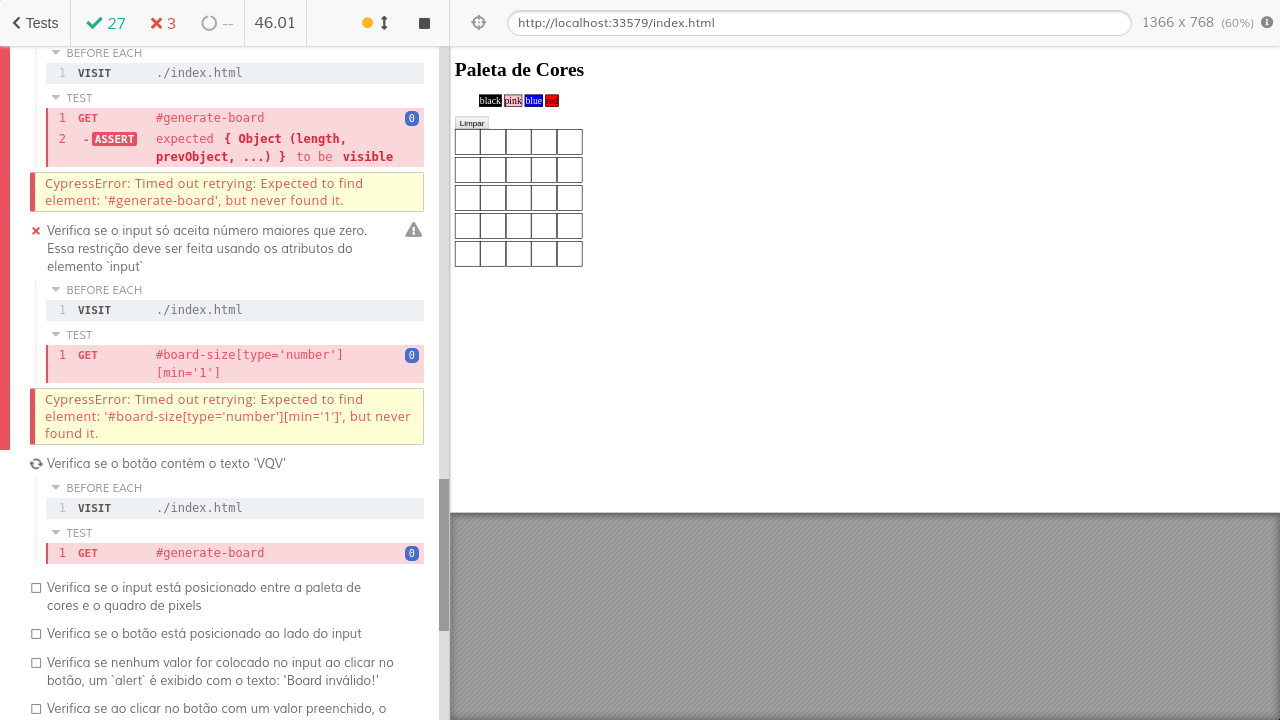 Tests 27 3 -- 46.01
http://localhost:33579/index.html 1366 x 768 (60%)
BEFORE EACH
1 VISIT ./index.html
TEST
1 GET #generate-board 0
2 -ASSERT expected { Object (length,
prevObject, ...) } to be visible
CypressError: Timed out retrying: Expected to find
element: '#generate-board', but never found it.
Verifica se o input só aceita número maiores que zero.
Essa restrição deve ser feita usando os atributos do
elemento `input`
BEFORE EACH
1 VISIT ./index.html
TEST
1 GET #board-size[type='number'] 0
[min='1']
CypressError: Timed out retrying: Expected to find
element: '#board-size[type='number'][min='1']', but never
found it.
Verifica se o botão contém o texto 'VQV'
BEFORE EACH
1 VISIT ./index.html
TEST
1 GET #generate-board 0
Verifica se o input está posicionado entre a paleta de
cores e o quadro de pixels
Verifica se o botão está posicionado ao lado do input
Verifica se nenhum valor for colocado no input ao clicar no
botão, um `alert` é exibido com o texto: 'Board inválido!'
Verifica se ao clicar no botão com um valor preenchido, o
Paleta de Cores
black pink blue red
Limpar